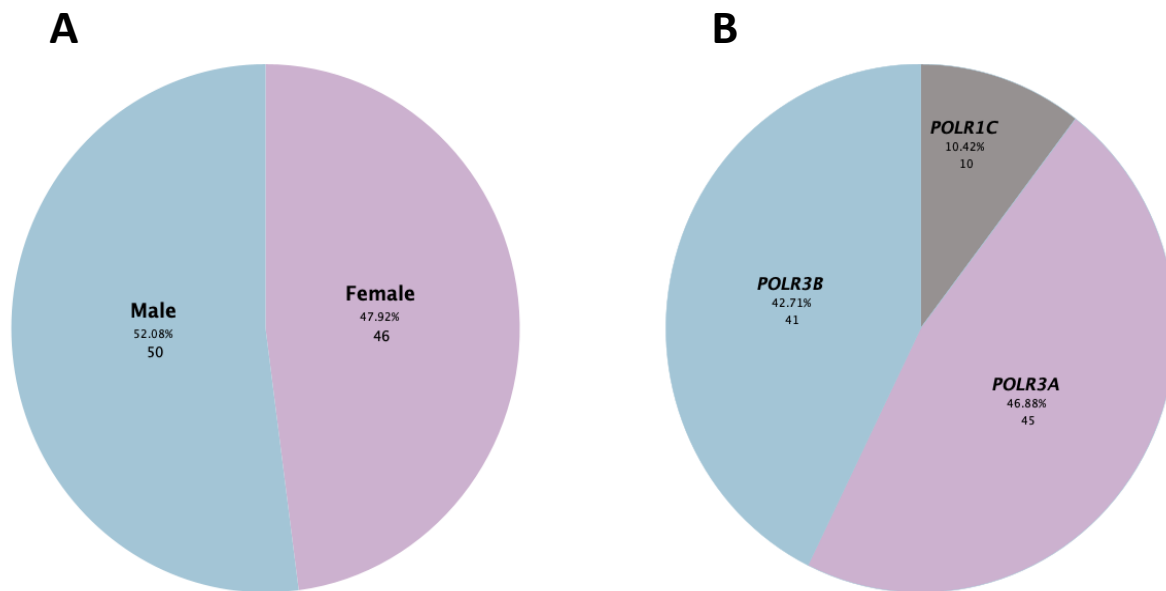 A
Male
52.08%
50
Female
47.92%
46
B
POLR1C
10.42%
10
POLR3B
42.71%
41
POLR3A
46.88%
45